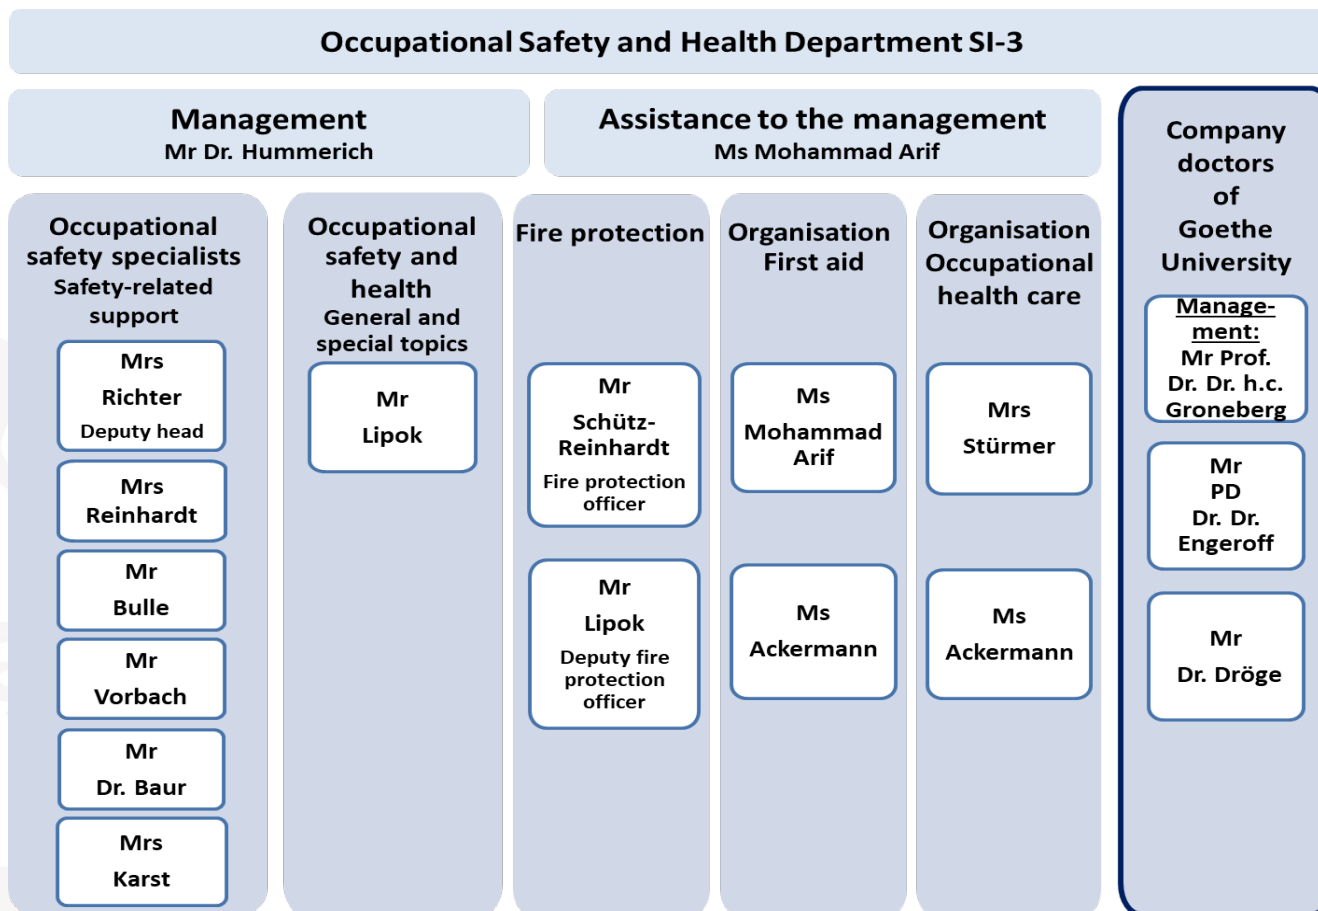 Occupational Safety and Health Department SI-3
Management
Mr Dr. Hummerich
Assistance to the management
Ms Mohammad Arif
Occupational
safety specialists
Safety-related
support
Mrs
Richter
Deputy head
Mrs
Reinhardt
Mr
Bulle
Mr
Vorbach
Mr
Dr. Baur
Mrs
Karst
Occupational
safety and
health
General and
special topics
Mr
Lipok
Fire protection
Mr
Schütz-
Reinhardt
Fire protection
officer
Mr
Lipok
Deputy fire
protection
officer
Organisation
First aid
Ms
Mohammad
Arif
Ms
Ackermann
Organisation
Occupational
health care
Mrs
Stürmer
Ms
Ackermann
Company
doctors
of
Goethe
University
Manage-
ment:
Mr Prof.
Dr. Dr. h.c.
Groneberg
Mr
PD
Dr. Dr.
Engeroff
Mr
Dr. Dröge